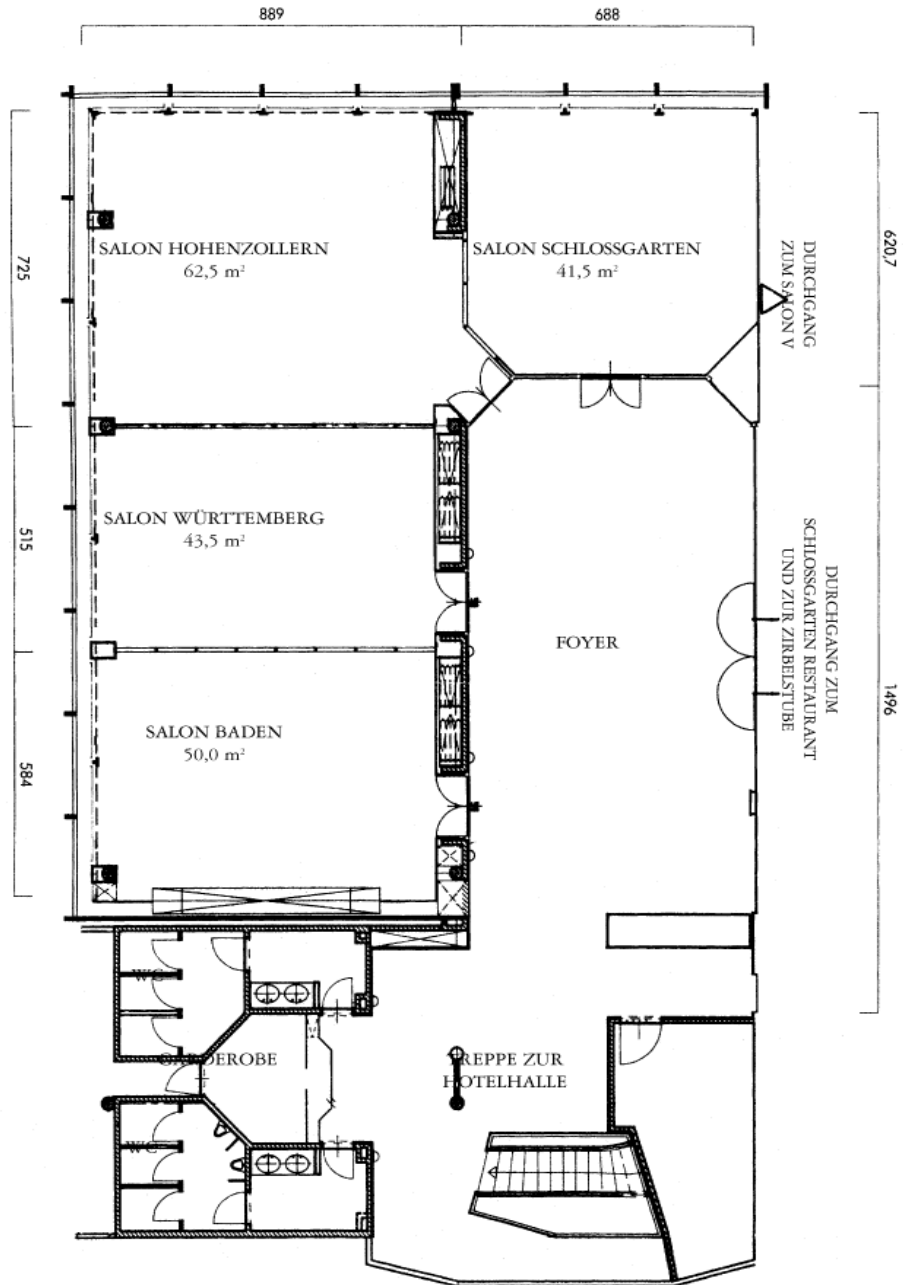 889
688
725
515
584
620,7
1496
SALON HOHENZOLLERN
62,5 m²
SALON SCHLOSSGARTEN
41,5 m²
DURCHGANG
ZUM SALON V
SALON WÜRTTEMBERG
43,5 m²
FOYER
DURCHGANG ZUM
SCHLOSSGARTEN RESTAURANT
UND ZUR ZIRBELSTUBE
SALON BADEN
50,0 m²
WC
GARDEROBE
TREPPE ZUR
HOTELHALLE
WC